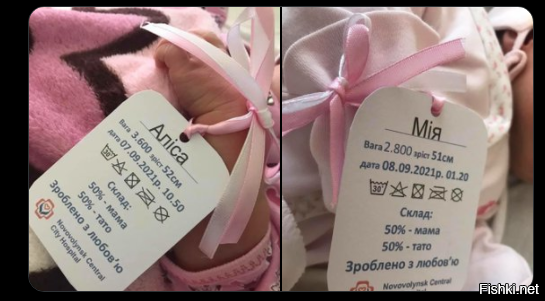 Аліса
Вага 3.600 зріст 52см
дата 07.09.2021р. 10.50
30°
Склад:
50% - мама
50% - тато
Зроблено з любов'ю
Novovolynsk Central
City Hospital
Мія
Вага 2.800 зріст 51см
дата 08.09.2021р. 01.20
30°
Склад:
50% - мама
50% - тато
Зроблено з любов'ю
Novovolynsk Central
Fishki.net